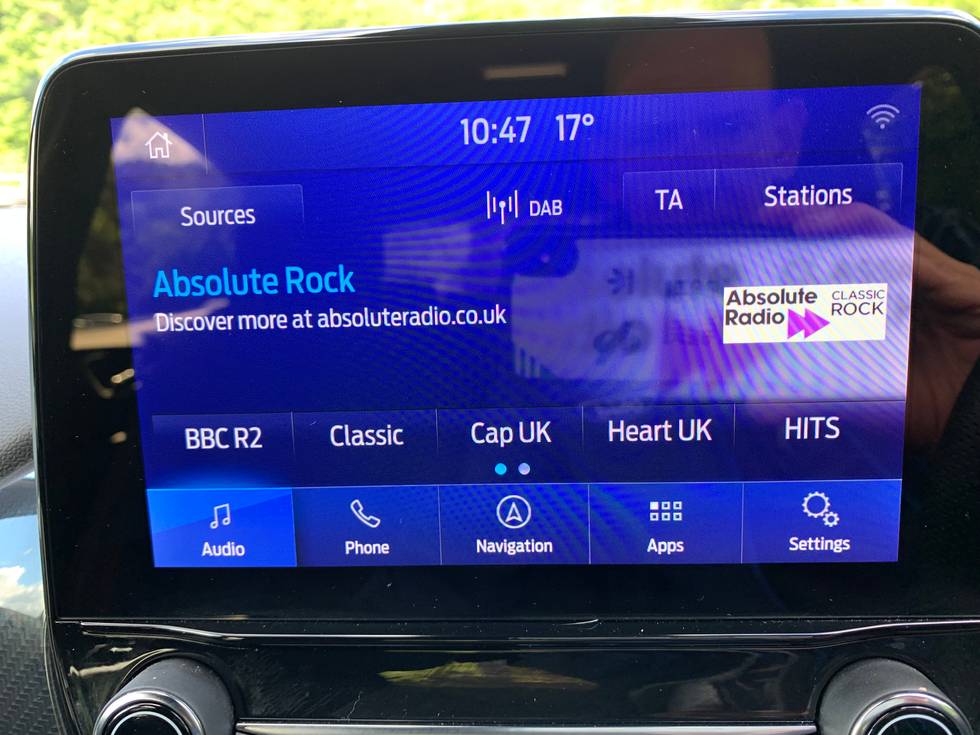 10:47 17°
Sources
DAB
TA
Stations
Absolute Rock
Discover more at absoluteradio.co.uk
Absolute
Radio
CLASSIC
ROCK
BBC R2
Classic
Cap UK
Heart UK
HITS
Audio
Phone
Navigation
Apps
Settings